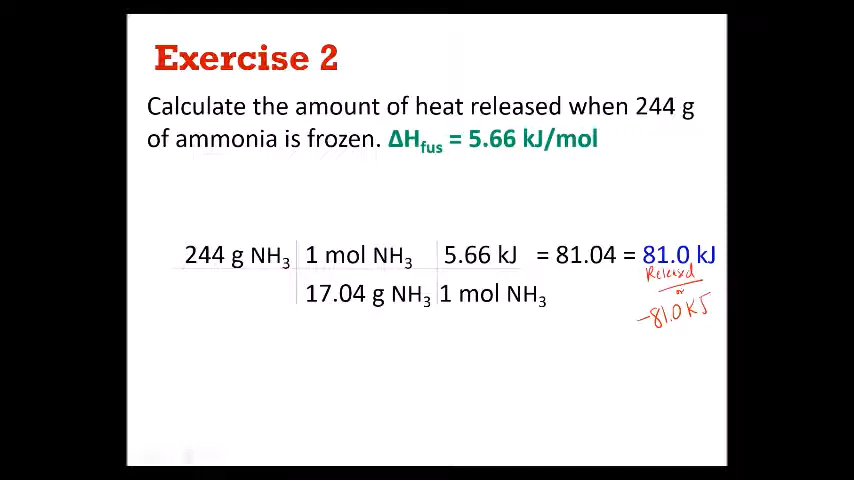 Exercise 2
Calculate the amount of heat released when 244 g
of ammonia is frozen. ΔHfus = 5.66 kJ/mol
244 g NH3 1 mol NH3 5.66 kJ = 81.04 = 81.0 kJ
Released
17.04 g NH3 1 mol NH3
or
-81.0 KJ